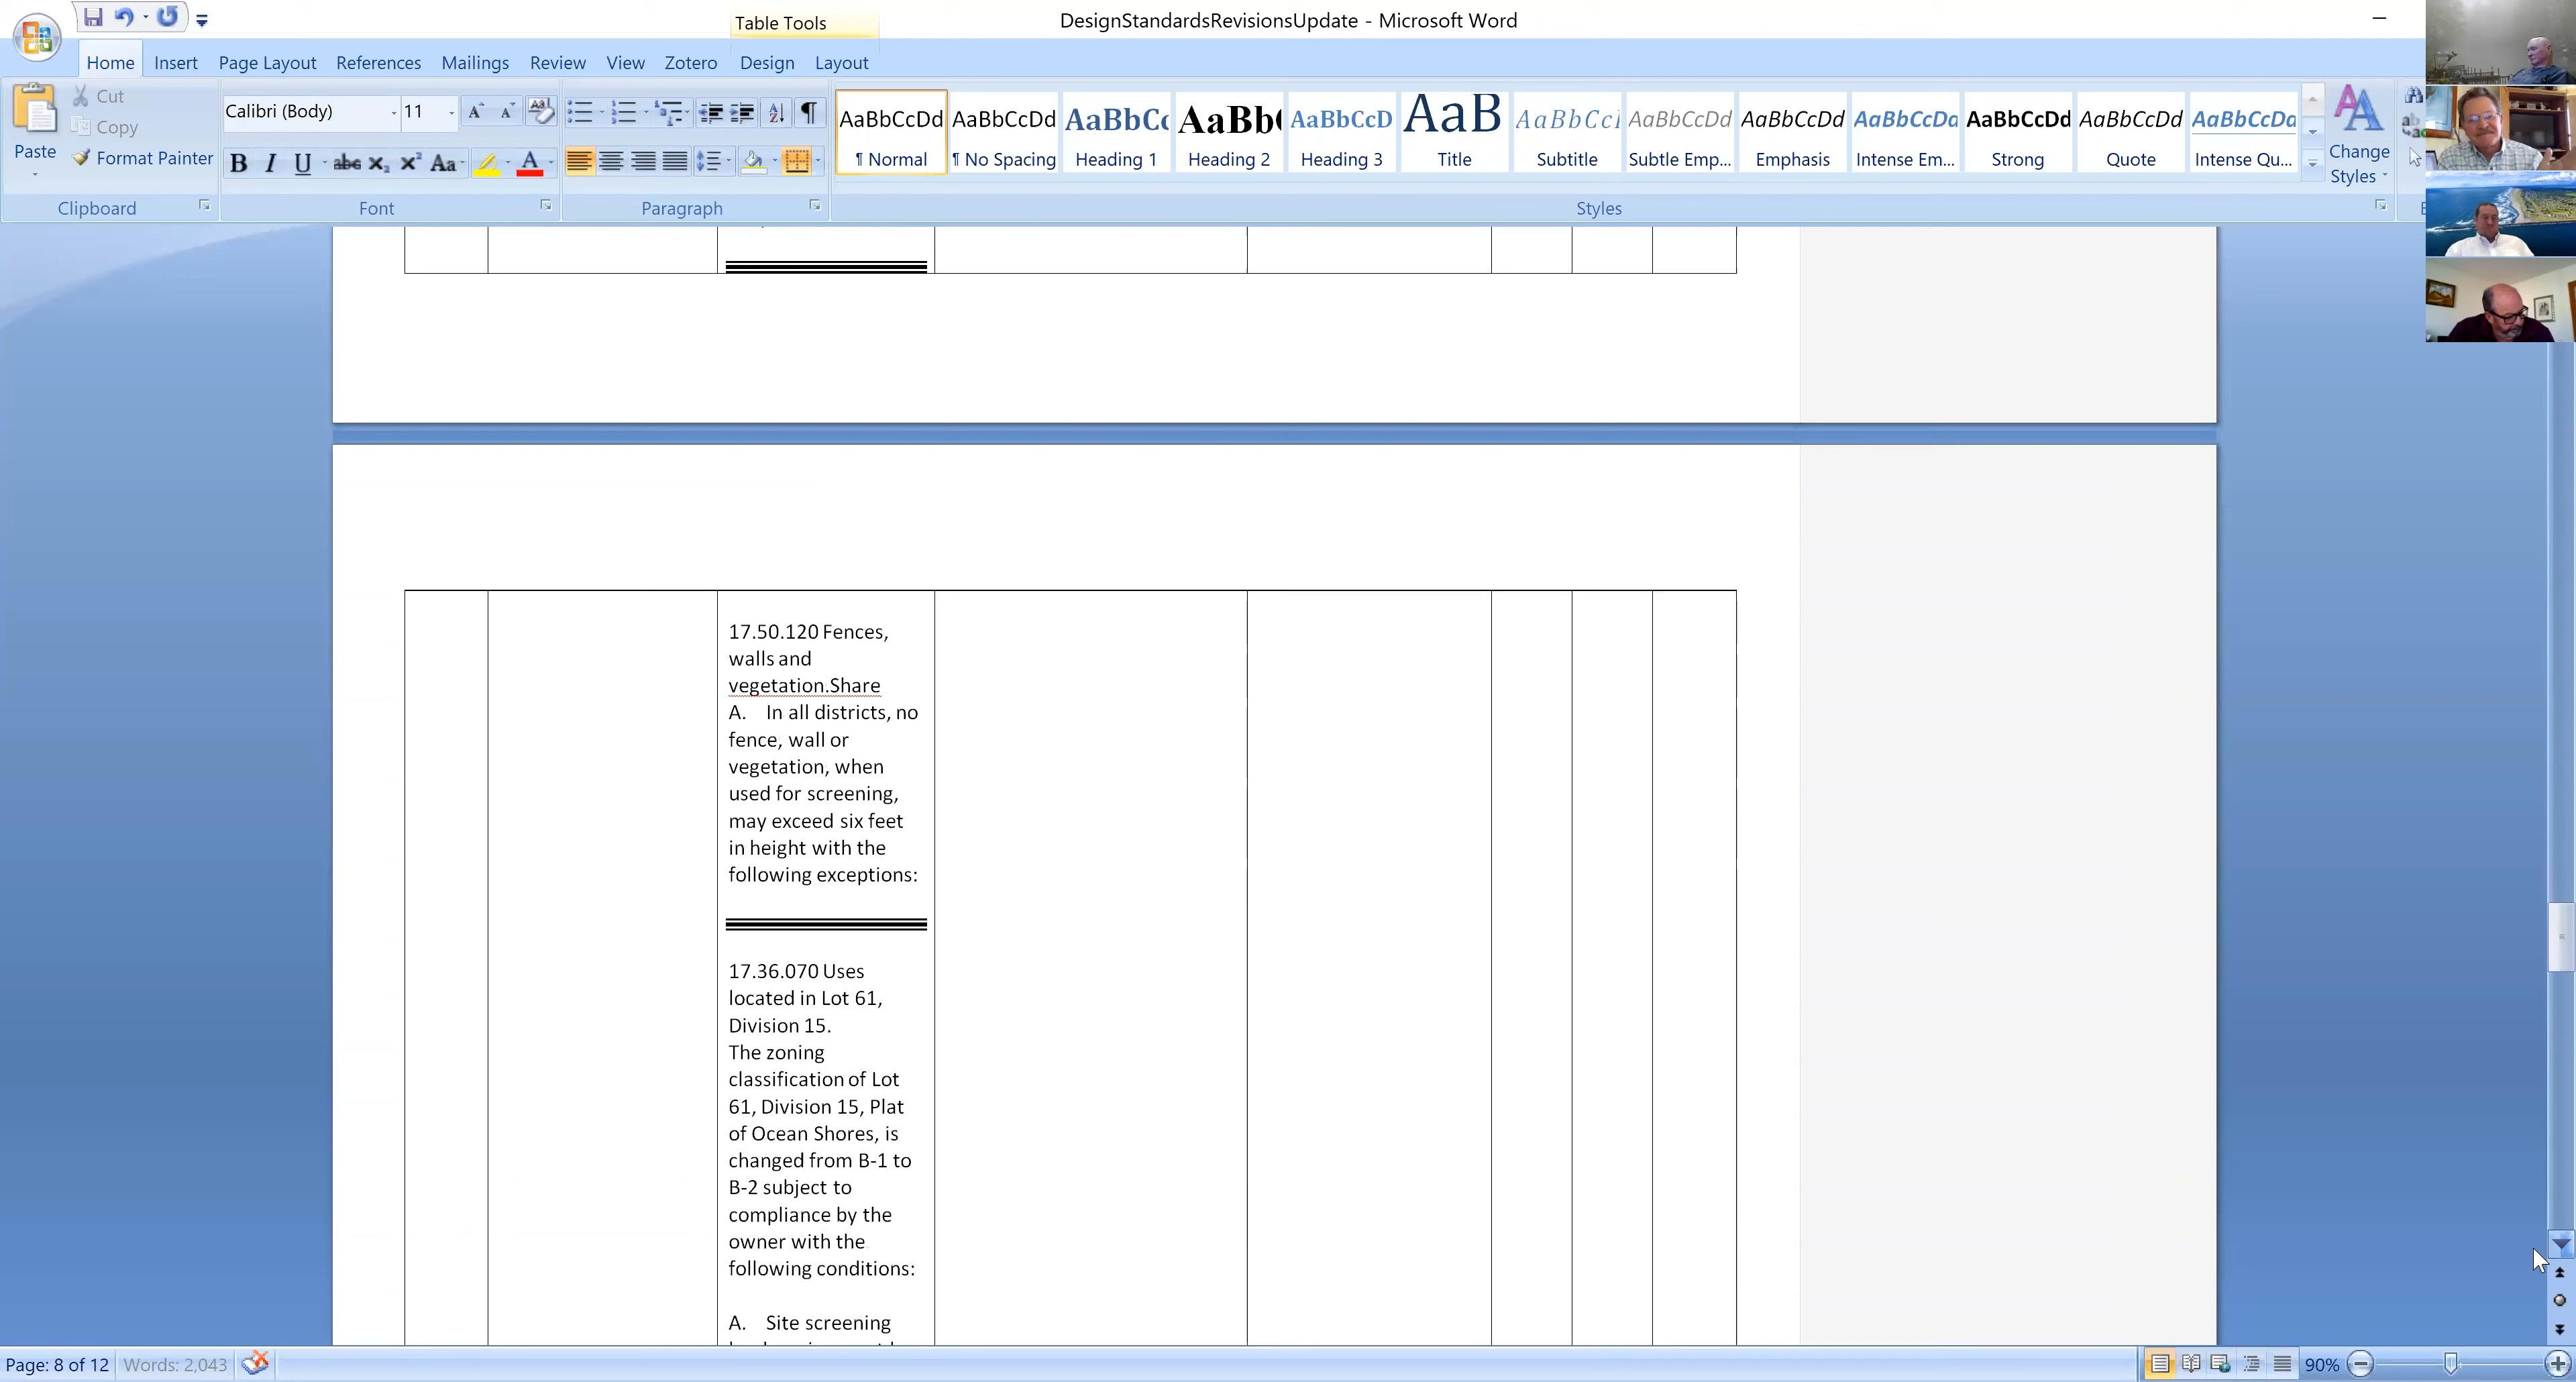 DesignStandardsRevisionsUpdate - Microsoft Word
Table Tools
Home Insert Page Layout References Mailings Review View Zotero Design Layout
Paste
Cut
Copy
Format Painter
Clipboard
Calibri (Body) 11
B I U abc X₂ X² Aa A
Font
Paragraph
AaBbCcDd AaBbCcDd AaBbCc AaBb AaBbCcD AaB AaBbCc AaBbCcDd AaBbCcDd AaBbCcDd AaBbCcDd AaBbCcDd AaBbCcDd
¶ Normal ¶ No Spacing Heading 1 Heading 2 Heading 3 Title Subtitle Subtle Emp... Emphasis Intense Em... Strong Quote Intense Qu...
Change
Styles
Styles
17.50.120 Fences,
walls and
vegetation.Share
A. In all districts, no
fence, wall or
vegetation, when
used for screening,
may exceed six feet
in height with the
following exceptions:
17.36.070 Uses
located in Lot 61,
Division 15.
The zoning
classification of Lot
61, Division 15, Plat
of Ocean Shores, is
changed from B-1 to
B-2 subject to
compliance by the
owner with the
following conditions:
A. Site screening
Page: 8 of 12 Words: 2,043 90%